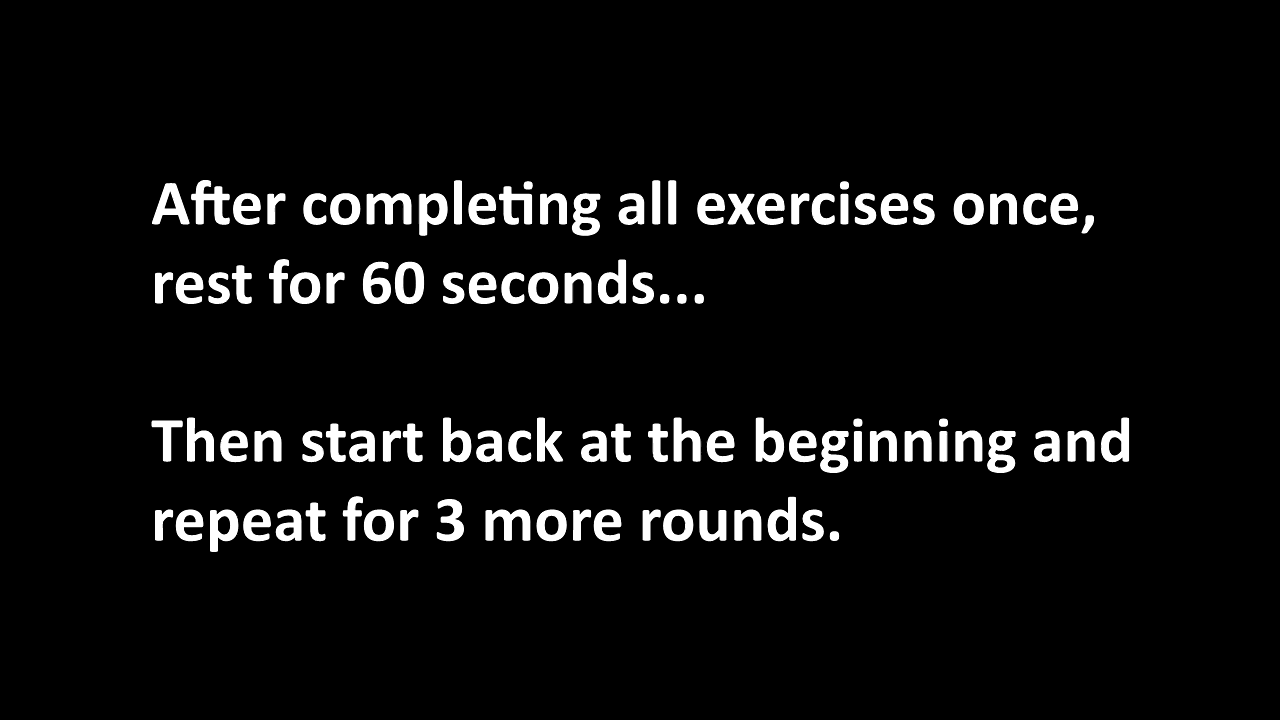 After completing all exercises once,
rest for 60 seconds...
Then start back at the beginning and
repeat for 3 more rounds.